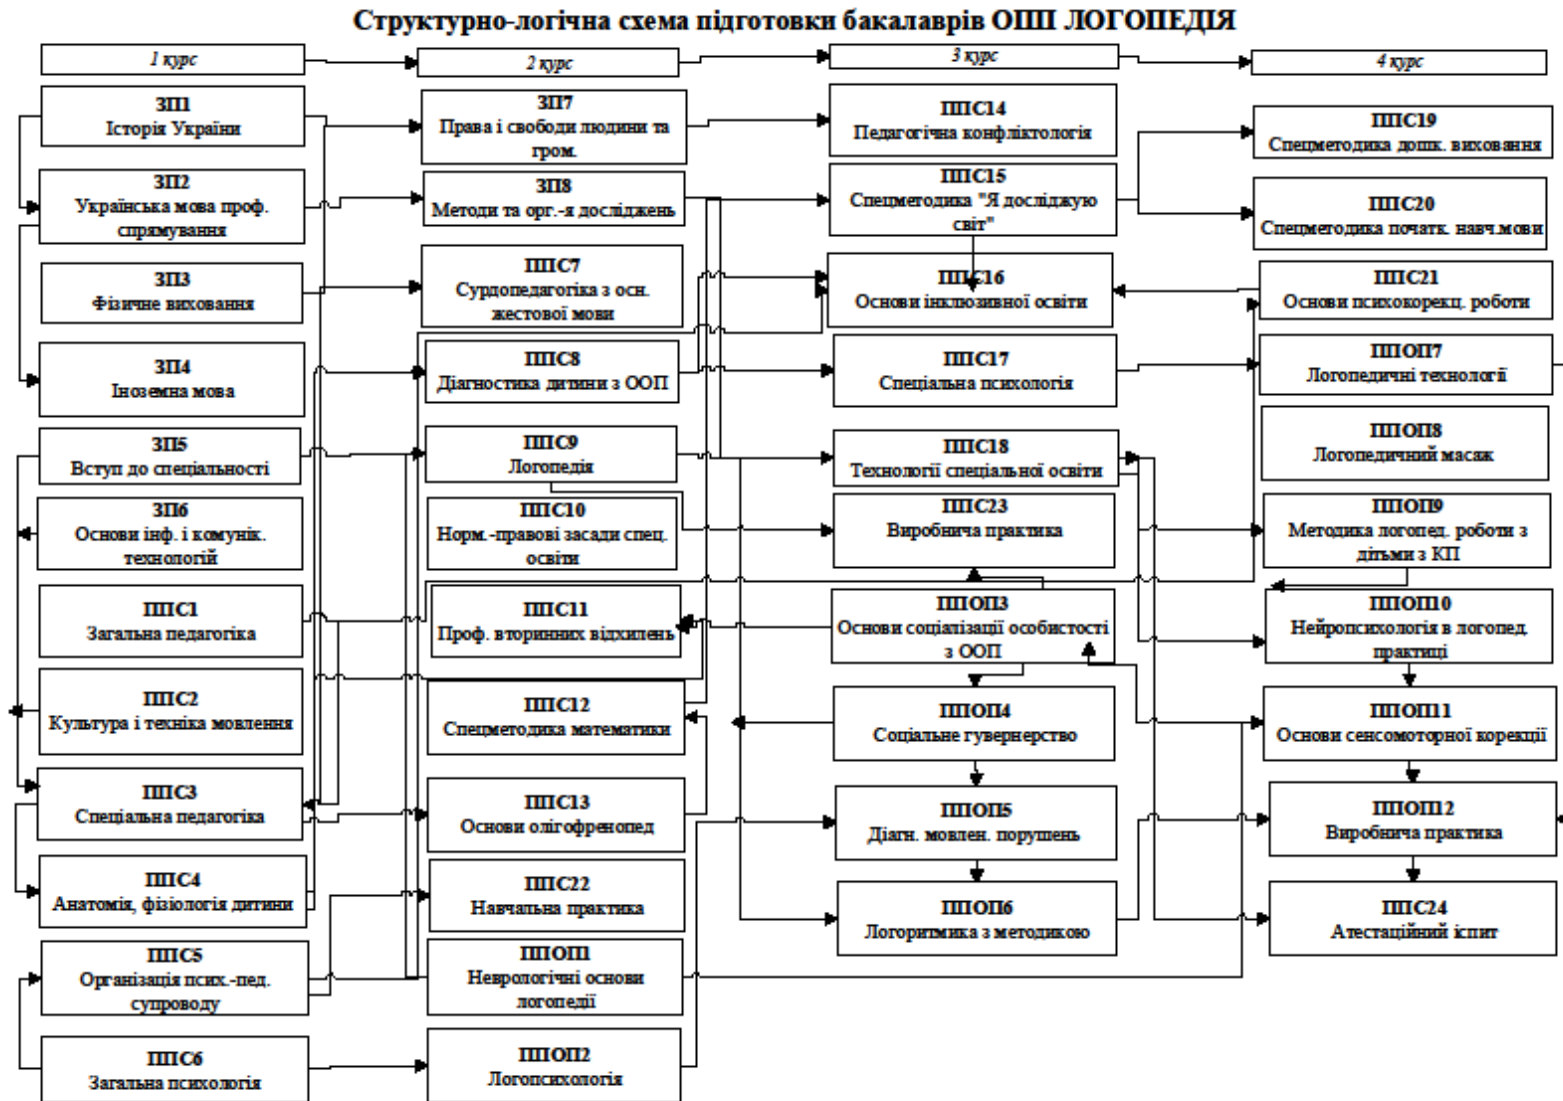 Структурно-логічна схема підготовки бакалаврів ОПП ЛОГОПЕДІЯ
1 курс
ЗП1
Історія України
ЗП2
Українська мова проф.
спрямування
ЗП3
Фізичне виховання
ЗП4
Іноземна мова
ЗП5
Вступ до спеціальності
ЗП6
Основи інф. і комунік.
технологій
ППС1
Загальна педагогіка
ППС2
Культура і техніка мовлення
ППС3
Спеціальна педагогіка
ППС4
Анатомія, фізіологія дитини
ППС5
Організація псих.-пед.
супроводу
ППС6
Загальна психологія
2 курс
ЗП7
Права і свободи людини та
гром.
ЗП8
Методи та орг.-я досліджень
ППС7
Сурдопедагогіка з осн.
жестової мови
ППС8
Діагностика дитини з ООП
ППС9
Логопедія
ППС10
Норм.-правові засади спец.
освіти
ППС11
Проф. вторинних відхилень
ППС12
Спецметодика математики
ППС13
Основи олігофренопед
ППС22
Навчальна практика
ППОП1
Неврологічні основи
логопедії
ППОП2
Логопсихологія
3 курс
ППС14
Педагогічна конфліктологія
ППС15
Спецметодика "Я досліджую
світ"
ППС16
Основи інклюзивної освіти
ППС17
Спеціальна психологія
ППС18
Технології спеціальної освіти
ППС23
Виробнича практика
ППОП3
Основи соціалізації особистості
з ООП
ППОП4
Соціальне гувернерство
ППОП5
Діагн. мовлен. порушень
ППОП6
Логоритмика з методикою
4 курс
ППС19
Спецметодика дошк. виховання
ППС20
Спецметодика початк. навч.мови
ППС21
Основи психокорекц. роботи
ППОП7
Логопедичні технології
ППОП8
Логопедичний масаж
ППОП9
Методика логопед. роботи з
дітьми з КП
ППОП10
Нейропсихологія в логопед.
практиці
ППОП11
Основи сенсомоторної корекції
ППОП12
Виробнича практика
ППС24
Атестаційний іспит